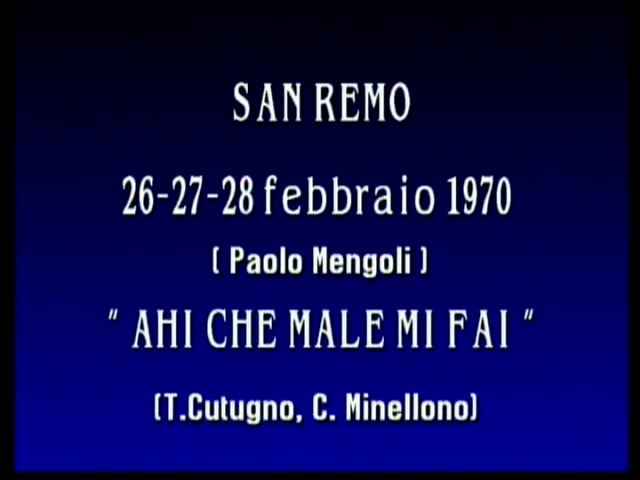 SAN REMO
26-27-28 febbraio 1970
( Paolo Mengoli )
" AHI CHE MALE MI FAI "
(T.Cutugno, C. Minellono)